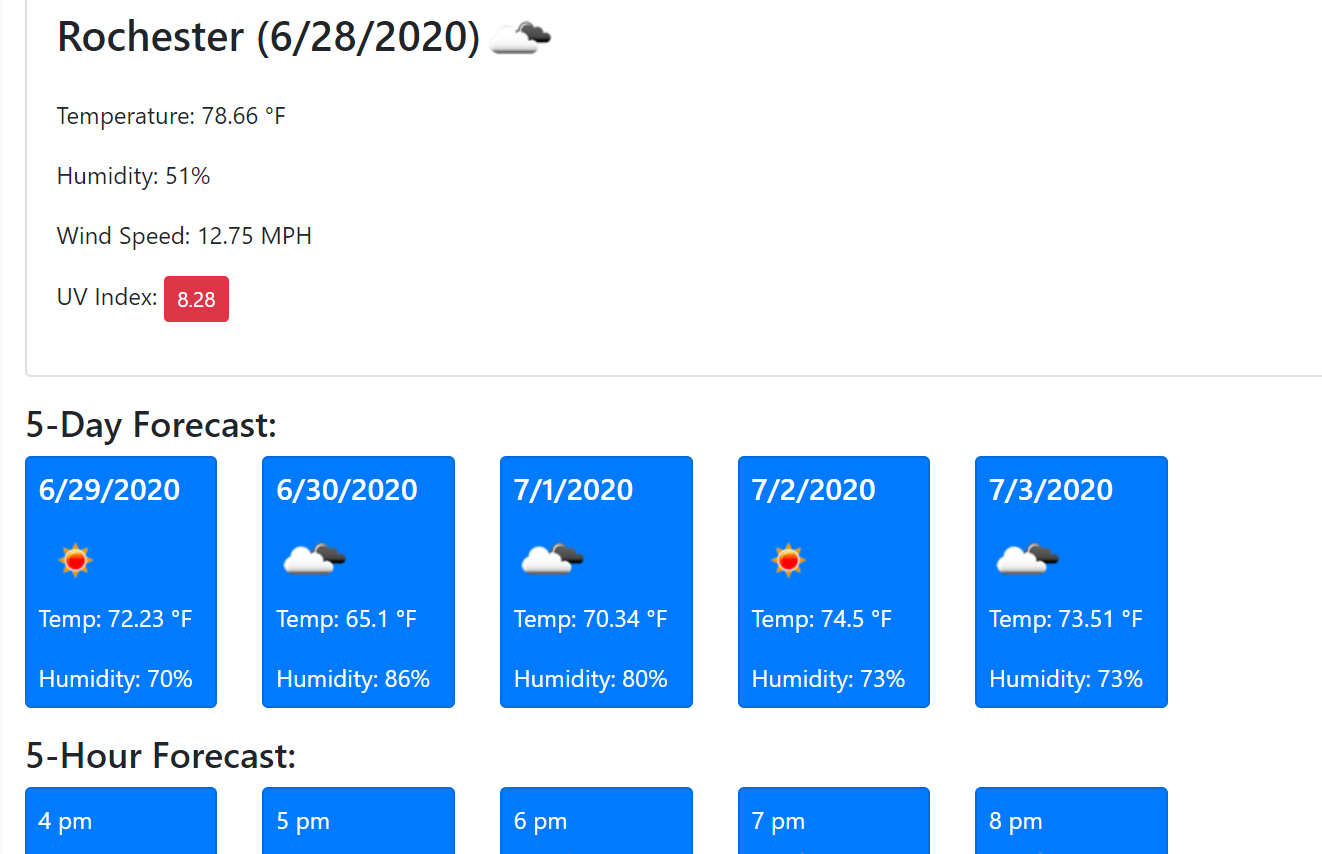 Rochester (6/28/2020)
Temperature: 78.66 °F
Humidity: 51%
Wind Speed: 12.75 MPH
UV Index: 8.28
5-Day Forecast:
6/29/2020 6/30/2020 7/1/2020 7/2/2020 7/3/2020
Temp: 72.23 °F Temp: 65.1 °F Temp: 70.34 °F Temp: 74.5 °F Temp: 73.51 °F
Humidity: 70% Humidity: 86% Humidity: 80% Humidity: 73% Humidity: 73%
5-Hour Forecast:
4 pm 5 pm 6 pm 7 pm 8 pm